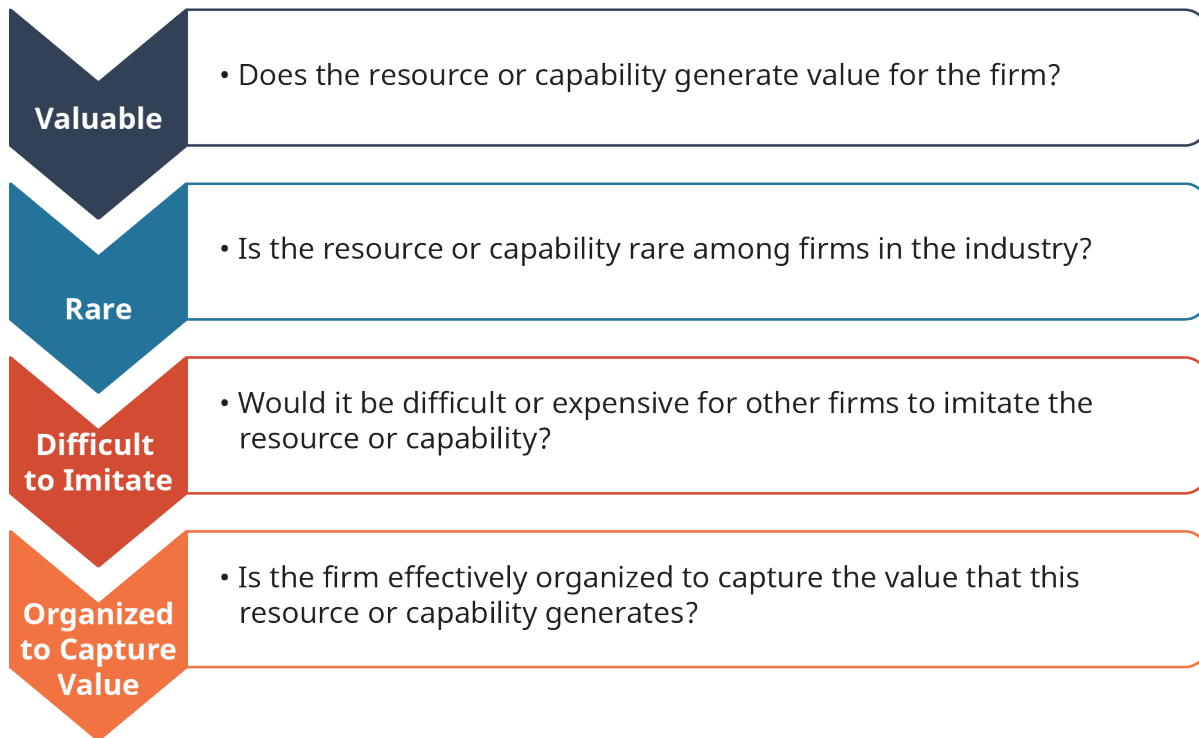 Valuable
• Does the resource or capability generate value for the firm?
Rare
• Is the resource or capability rare among firms in the industry?
Difficult
to Imitate
• Would it be difficult or expensive for other firms to imitate the
resource or capability?
Organized
to Capture
Value
• Is the firm effectively organized to capture the value that this
resource or capability generates?